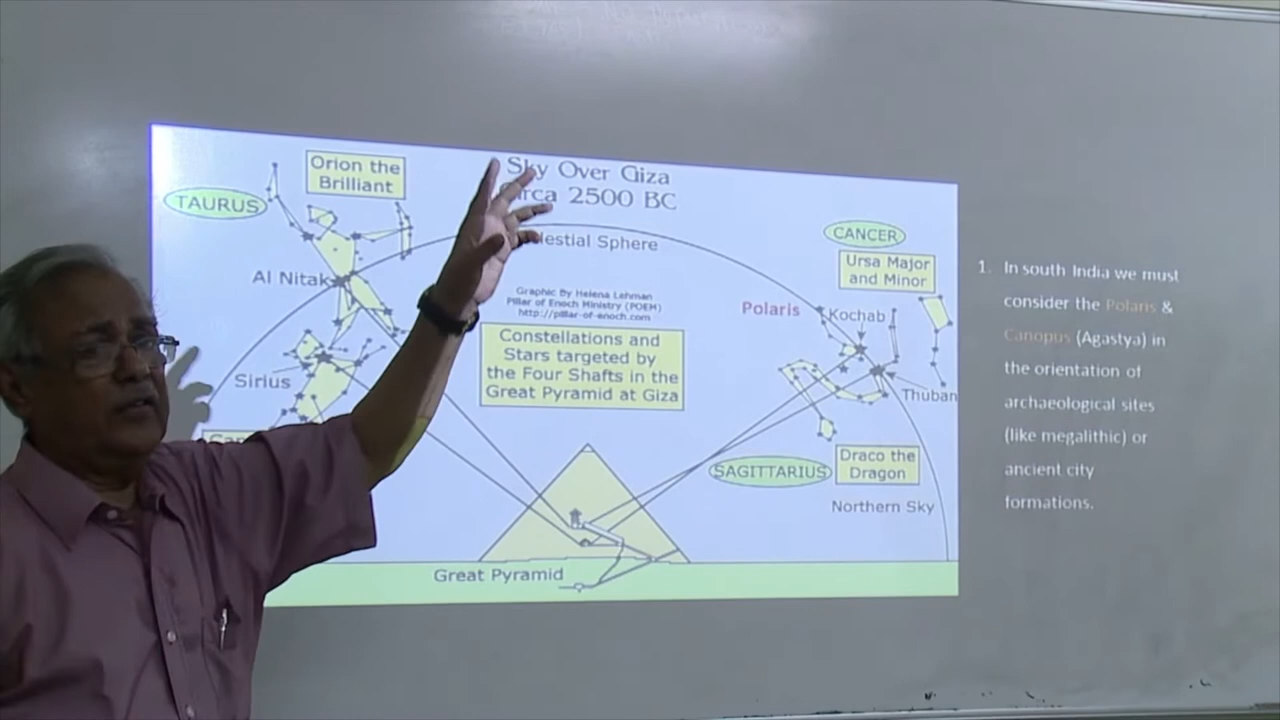 Sky Over Giza
Circa 2500 BC
Orion the
Brilliant
TAURUS
Celestial Sphere
CANCER
Ursa Major
and Minor
Al Nitak
Graphic By Helena Lehman
Pillar of Enoch Ministry (POEM)
http://pillar-of-enoch.com
Polaris
Kochab
Constellations and
Stars targeted by
the Four Shafts in the
Great Pyramid at Giza
Sirius
Thuban
SAGITTARIUS
Draco the
Dragon
Northern Sky
Great Pyramid
1. In south India we must
consider the Polaris &
Canopus (Agastya) in
the orientation of
archaeological sites
(like megalithic) or
ancient city
formations.